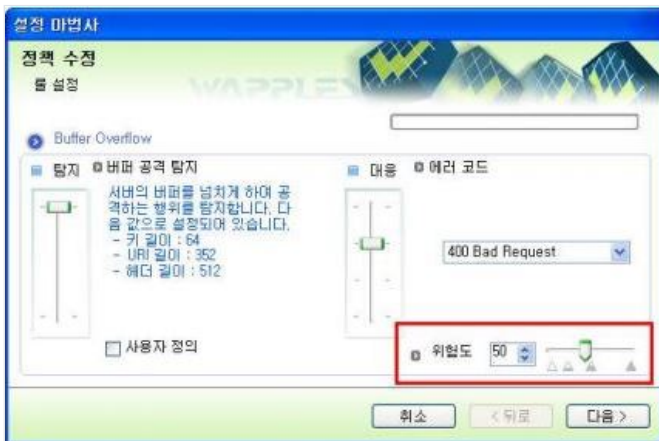 설정 마법사
정책 수정
룰 설정
WAPPLES
Buffer Overflow
탐지
버퍼 공격 탐지
서버의 버퍼를 넘치게 하여 공
격하는 행위를 탐지합니다. 다
음 값으로 설정되어 있습니다.
- 키 길이 : 64
- URI 길이 : 352
- 헤더 길이 : 512
사용자 정의
대응
에러 코드
400 Bad Request
위험도 50
취소
< 뒤로
다음 >